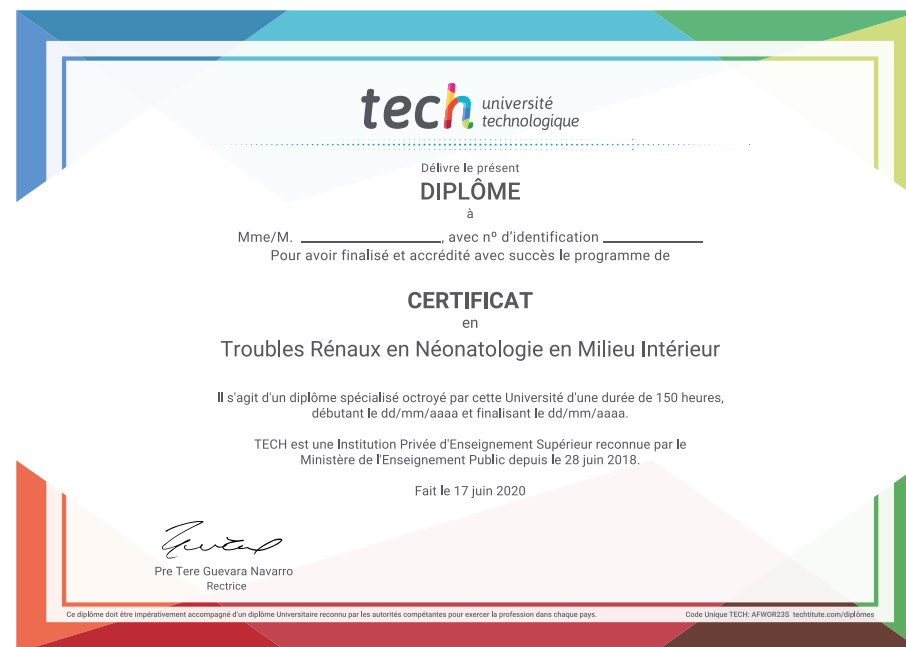 tech université
technologique
Délivre le présent
DIPLÔME
à
Mme/M. ____________________, avec nº d'identification ______________
Pour avoir finalisé et accrédité avec succès le programme de
CERTIFICAT
en
Troubles Rénaux en Néonatologie en Milieu Intérieur
Il s'agit d'un diplôme spécialisé octroyé par cette Université d'une durée de 150 heures,
débutant le dd/mm/aaaa et finalisant le dd/mm/aaaa.
TECH est une Institution Privée d'Enseignement Supérieur reconnue par le
Ministère de l'Enseignement Public depuis le 28 juin 2018.
Fait le 17 juin 2020
Pre Tere Guevara Navarro
Rectrice
Ce diplôme doit être impérativement accompagné d'un diplôme Universitaire reconnu par les autorités compétantes pour exercer la profession dans chaque pays.
Code Unique TECH: AFWOR23S techtitute.com/diplômes